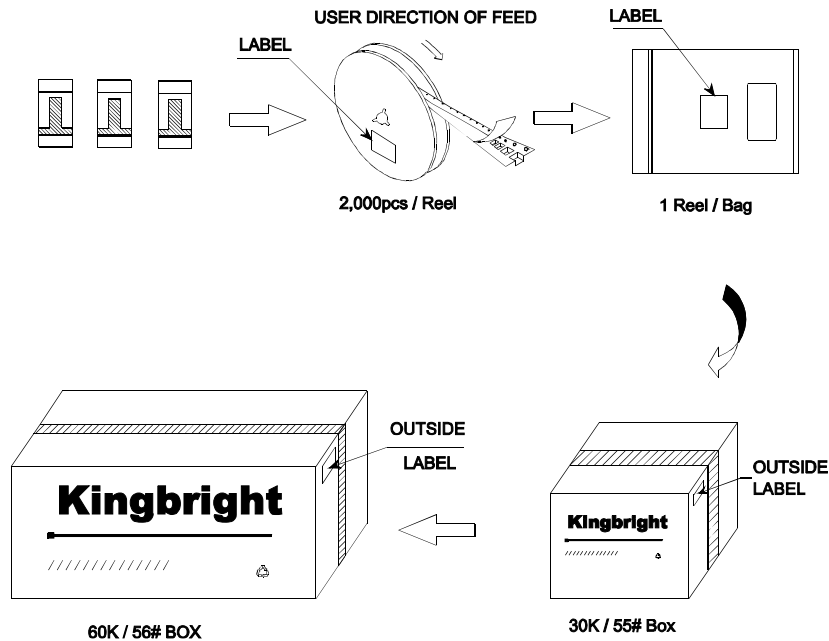 USER DIRECTION OF FEED
LABEL
LABEL
2,000pcs / Reel
1 Reel / Bag
OUTSIDE
LABEL
Kingbright
60K / 56# BOX
OUTSIDE
LABEL
Kingbright
30K / 55# Box